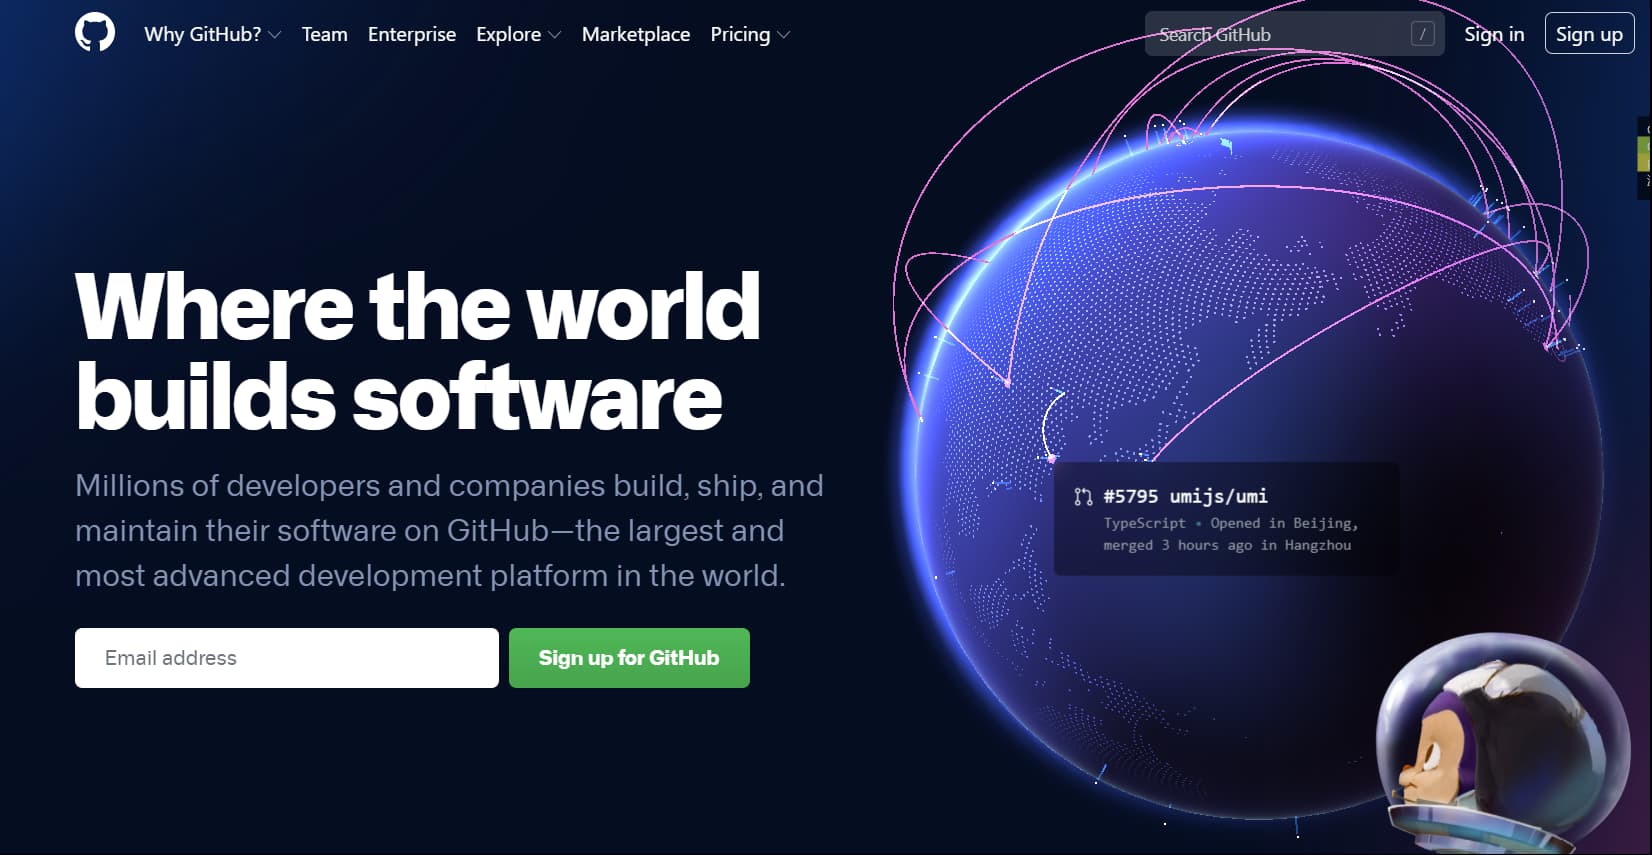 Why GitHub? Team Enterprise Explore Marketplace Pricing Search GitHub / Sign in Sign up
Where the world
builds software
Millions of developers and companies build, ship, and
maintain their software on GitHub—the largest and
most advanced development platform in the world.
Email address Sign up for GitHub
#5795 umijs/umi
TypeScript • Opened in Beijing,
merged 3 hours ago in Hangzhou